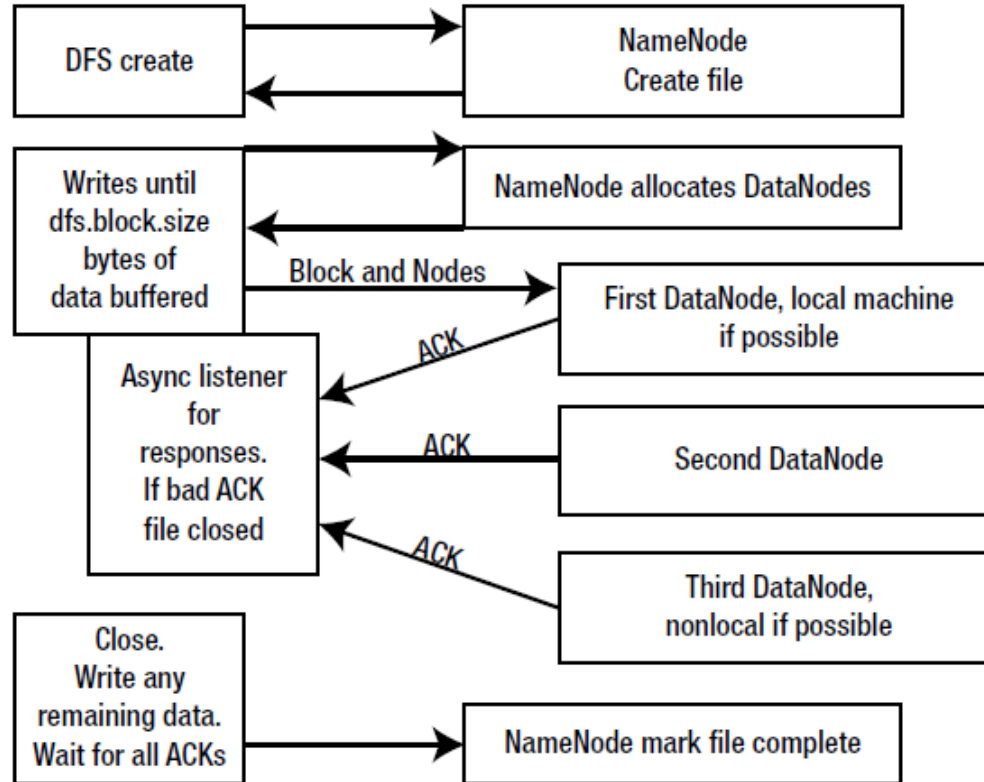 DFS create
NameNode
Create file
Writes until
dfs.block.size
bytes of
data buffered
NameNode allocates DataNodes
Block and Nodes
First DataNode, local machine
if possible
ACK
Async listener
for
responses.
If bad ACK
file closed
ACK
Second DataNode
ACK
Third DataNode,
nonlocal if possible
Close.
Write any
remaining data.
Wait for all ACKs
NameNode mark file complete